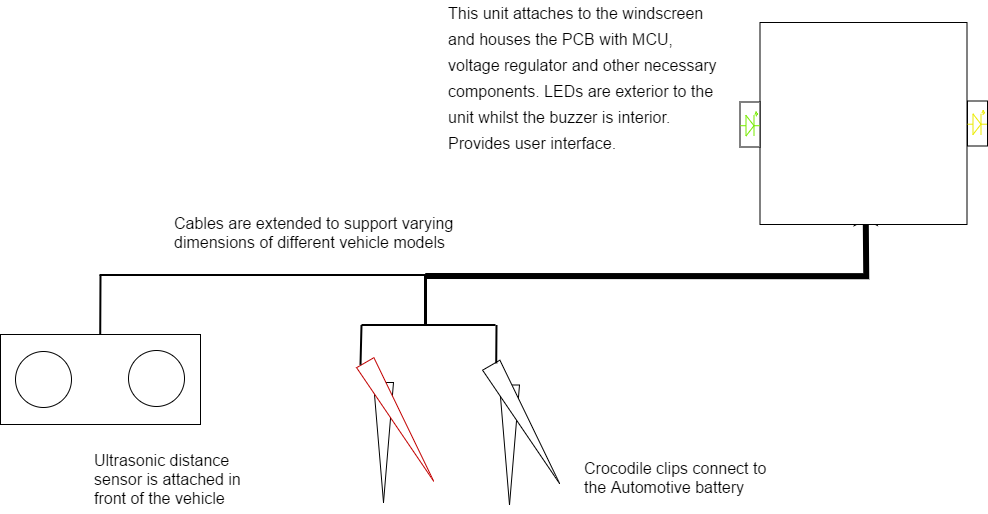 This unit attaches to the windscreen
and houses the PCB with MCU,
voltage regulator and other necessary
components. LEDs are exterior to the
unit whilst the buzzer is interior.
Provides user interface.
Cables are extended to support varying
dimensions of different vehicle models
Ultrasonic distance
sensor is attached in
front of the vehicle
Crocodile clips connect to
the Automotive battery